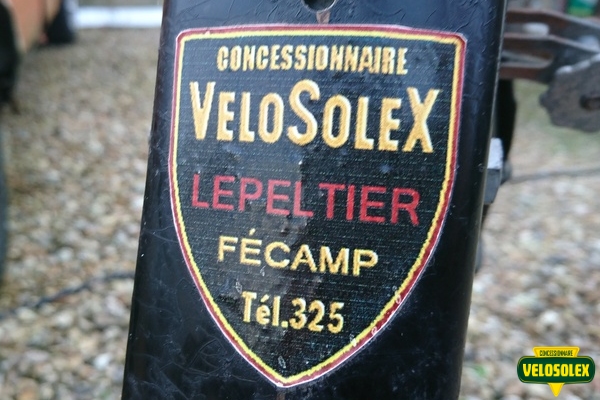 CONCESSIONNAIRE
VELOSOLEX
LEPELTIER
FÉCAMP
Tél.325
CONCESSIONNAIRE
VELOSOLEX